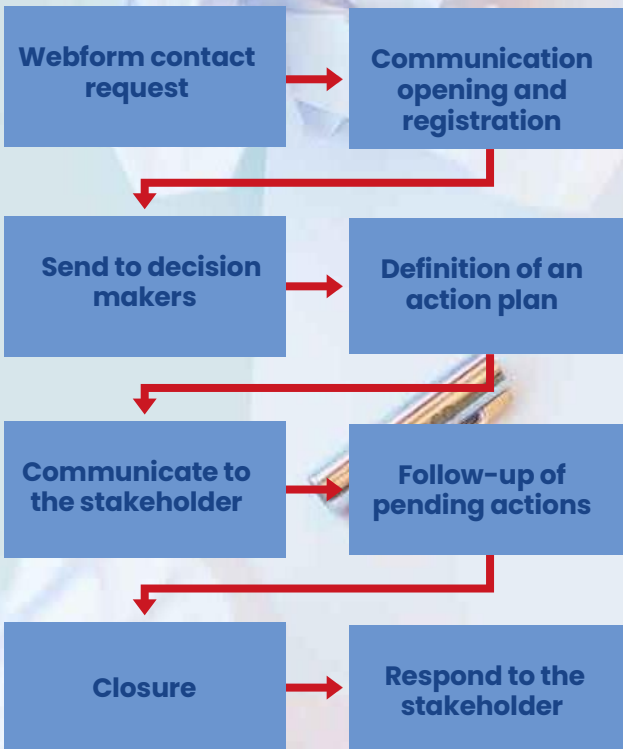 Webform contact
request
Communication
opening and
registration
Send to decision
makers
Definition of an
action plan
Communicate to
the stakeholder
Follow-up of
pending actions
Closure
Respond to the
stakeholder